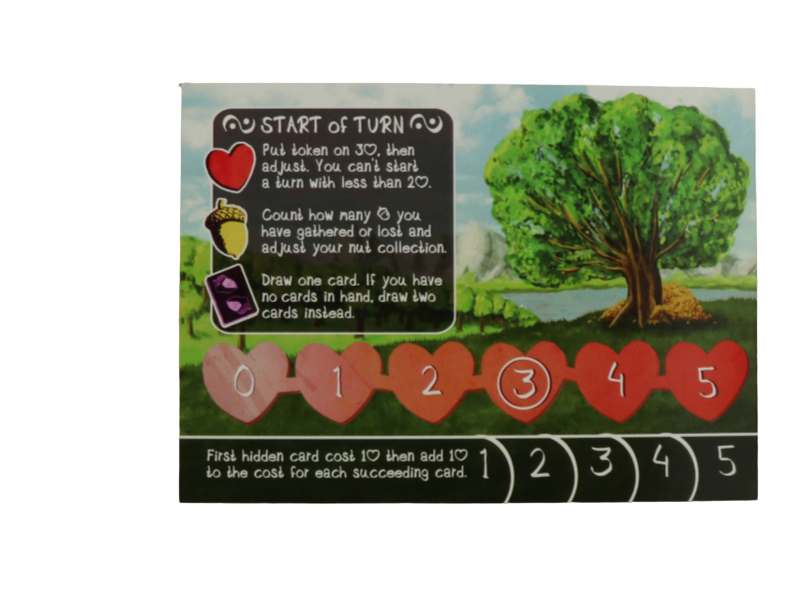 START of TURN
Put token on 3♡, then
adjust. You can't start
a turn with less than 2♡.
Count how many 🌰 you
have gathered or lost and
adjust your nut collection.
Draw one card. If you have
no cards in hand, draw two
cards instead.
0 1 2 3 4 5
First hidden card cost 1♡ then add 1♡
to the cost for each succeeding card.
1 2 3 4 5